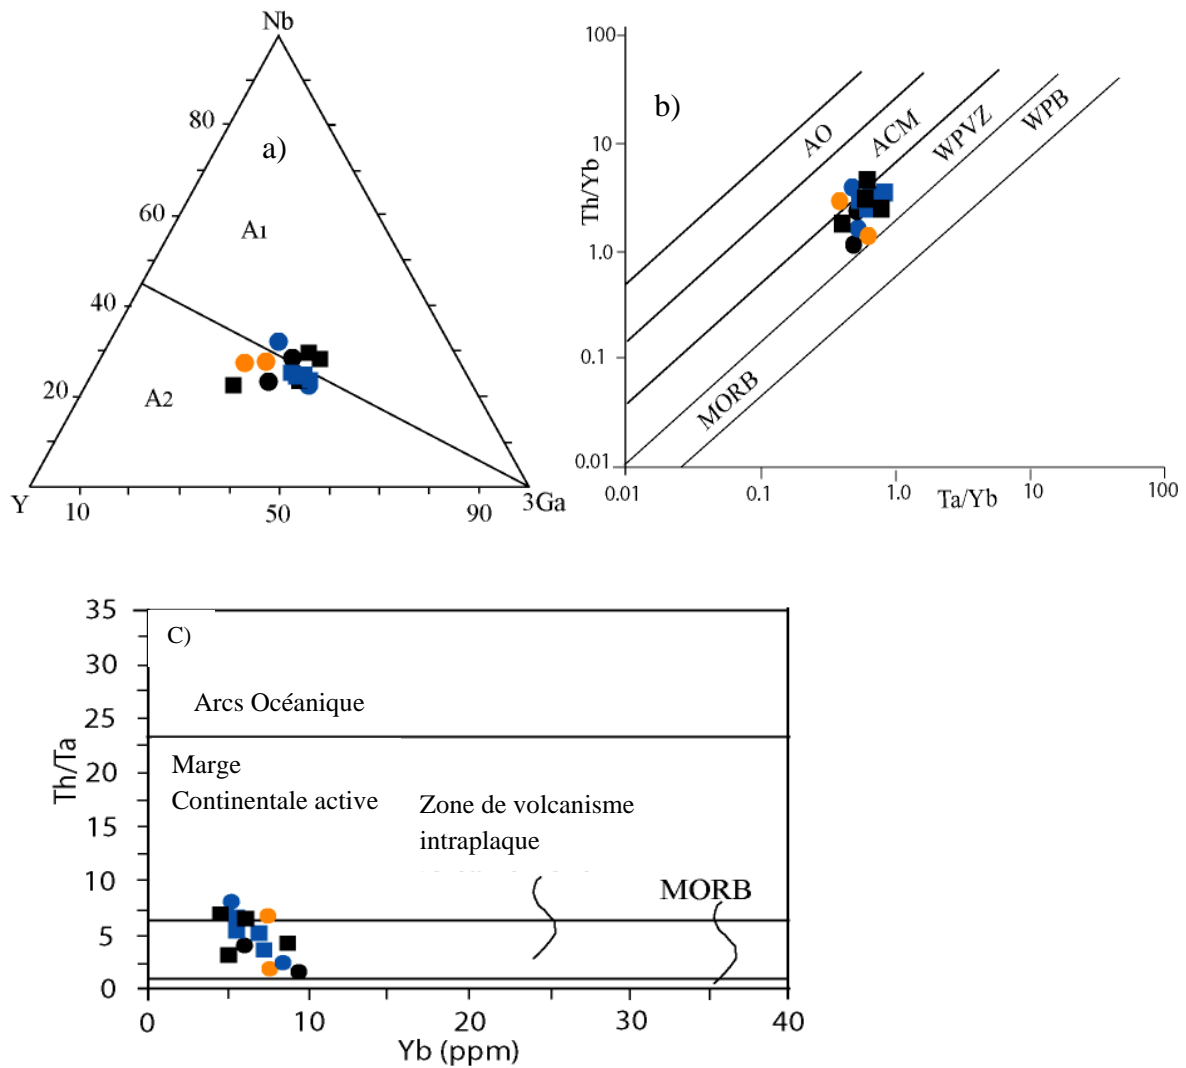 Nb
80
a)
60
A1
40
20
A2
Y
10
50
90
3Ga
100
b)
AO
ACM
WPVZ
WPB
10
Th/Yb
1.0
0.1
MORB
0.01
0.01
0.1
1.0
10
100
Ta/Yb
35
C)
30
Arcs Océanique
25
Th/Ta
Marge
Continentale active
20
Zone de volcanisme
intraplaque
15
10
MORB
5
0
0
10
20
30
40
Yb (ppm)